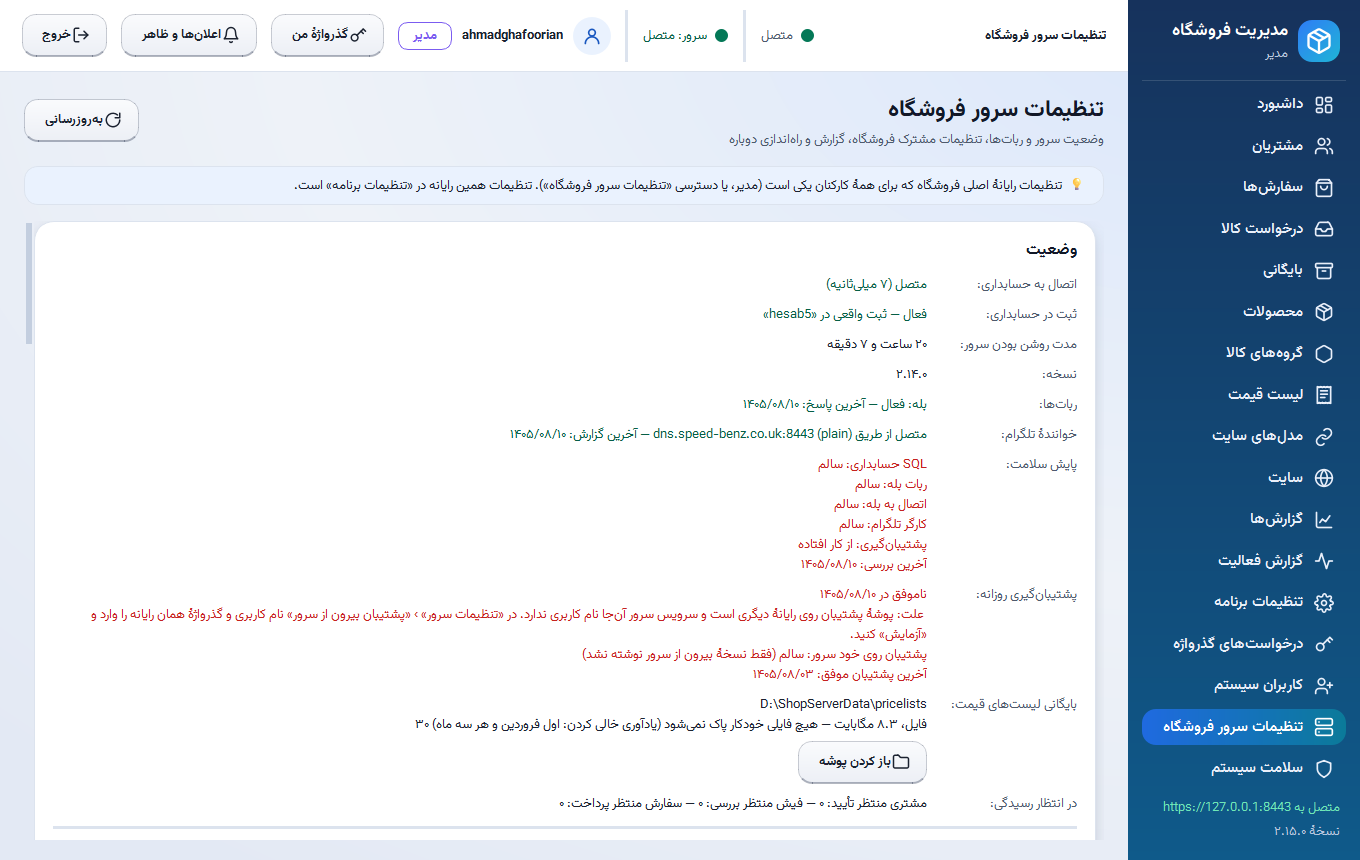 مدیریت فروشگاه
مدیر
داشبورد
مشتریان
سفارش‌ها
درخواست کالا
بایگانی
محصولات
گروه‌های کالا
لیست قیمت
مدل‌های سایت
سایت
گزارش‌ها
گزارش فعالیت
تنظیمات برنامه
درخواست‌های گذرواژه
کاربران سیستم
تنظیمات سرور فروشگاه
سلامت سیستم
متصل به https://127.0.0.1:8443
نسخهٔ ۲.۱۵.۰
تنظیمات سرور فروشگاه
متصل
سرور: متصل
ahmadghafoorian
مدیر
گذرواژهٔ من
اعلان‌ها و ظاهر
خروج
تنظیمات سرور فروشگاه
وضعیت سرور و ربات‌ها، تنظیمات مشترک فروشگاه، گزارش و راه‌اندازی دوباره
به‌روزرسانی
تنظیمات رایانهٔ اصلی فروشگاه که برای همهٔ کارکنان یکی است (مدیر، یا دسترسی «تنظیمات سرور فروشگاه»). تنظیمات همین رایانه در «تنظیمات برنامه» است.
وضعیت
اتصال به حسابداری: متصل (۷ میلی‌ثانیه)
ثبت در حسابداری: فعال — ثبت واقعی در «hesab5»
مدت روشن بودن سرور: ۲۰ ساعت و ۷ دقیقه
نسخه: ۲.۱۴.۰
ربات‌ها: بله: فعال — آخرین پاسخ: ۱۴۰۵/۰۸/۱۰
خوانندهٔ تلگرام: متصل از طریق dns.speed-benz.co.uk:8443 (plain) — آخرین گزارش: ۱۴۰۵/۰۸/۱۰
پایش سلامت: SQL حسابداری: سالم
ربات بله: سالم
اتصال به بله: سالم
کارگر تلگرام: سالم
پشتیبان‌گیری: از کار افتاده
آخرین بررسی: ۱۴۰۵/۰۸/۱۰
پشتیبان‌گیری روزانه: ناموفق در ۱۴۰۵/۰۸/۱۰
علت: پوشهٔ پشتیبان روی رایانهٔ دیگری است و سرویس سرور آن‌جا نام کاربری ندارد. در «تنظیمات سرور» › «پشتیبان بیرون از سرور» نام کاربری و گذرواژهٔ همان رایانه را وارد و
«آزمایش» کنید.
پشتیبان روی خود سرور: سالم (فقط نسخهٔ بیرون از سرور نوشته نشد)
آخرین پشتیبان موفق: ۱۴۰۵/۰۸/۰۳
بایگانی لیست‌های قیمت: D:\ShopServerData\pricelists
فایل، ۸.۳ مگابایت — هیچ فایلی خودکار پاک نمی‌شود (یادآوری خالی کردن: اول فروردین و هر سه ماه) ۳۰
باز کردن پوشه
در انتظار رسیدگی: مشتری منتظر تأیید: ۰ — فیش منتظر بررسی: ۰ — سفارش منتظر پرداخت: ۰